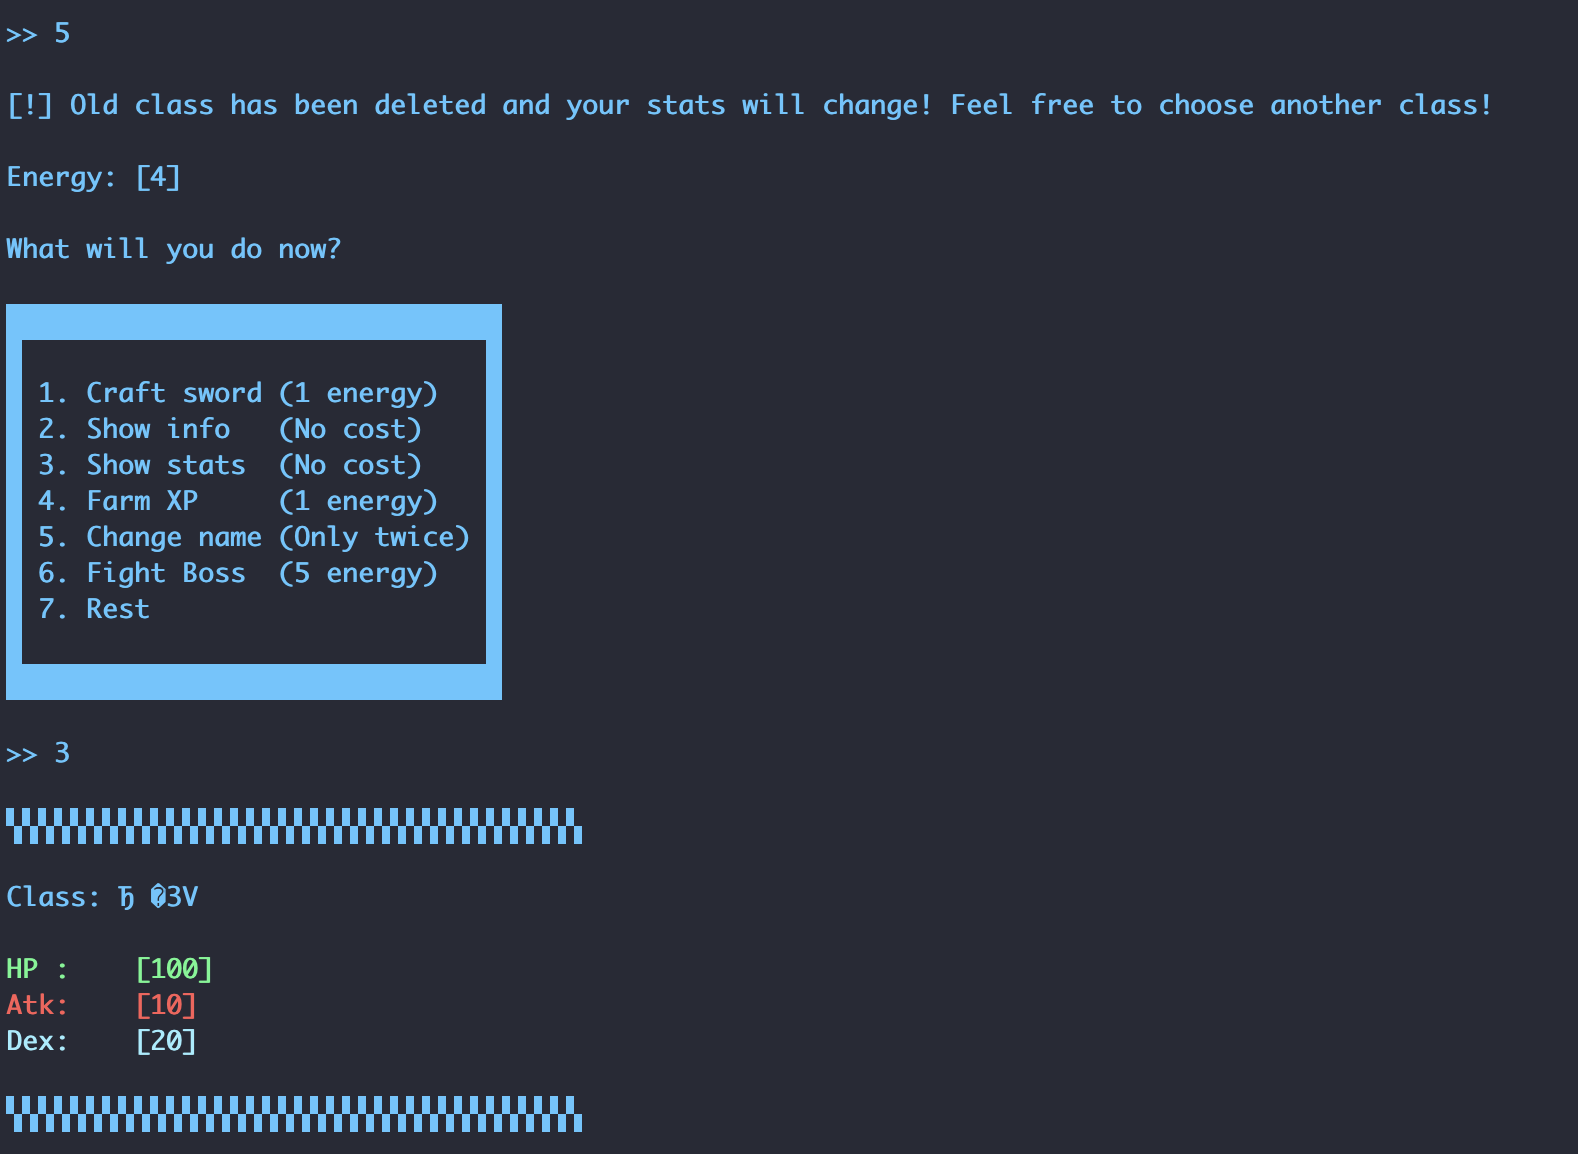 >> 5
[!] Old class has been deleted and your stats will change! Feel free to choose another class!
Energy: [4]
What will you do now?
1. Craft sword (1 energy)
2. Show info (No cost)
3. Show stats (No cost)
4. Farm XP (1 energy)
5. Change name (Only twice)
6. Fight Boss (5 energy)
7. Rest
>> 3
Class: Ђ �3V
HP : [100]
Atk: [10]
Dex: [20]